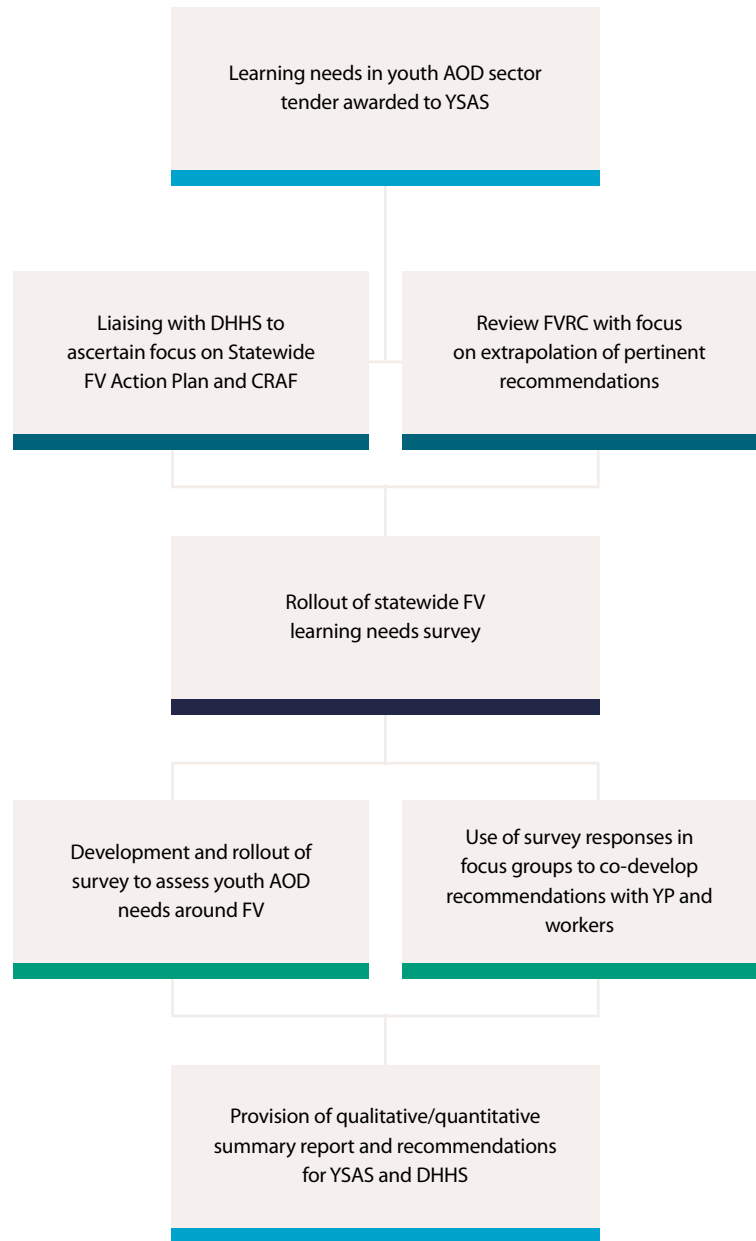 Learning needs in youth AOD sector
tender awarded to YSAS
Liaising with DHHS to
ascertain focus on Statewide
FV Action Plan and CRAF
Review FVRC with focus
on extrapolation of pertinent
recommendations
Rollout of statewide FV
learning needs survey
Development and rollout of
survey to assess youth AOD
needs around FV
Use of survey responses in
focus groups to co-develop
recommendations with YP and
workers
Provision of qualitative/quantitative
summary report and recommendations
for YSAS and DHHS